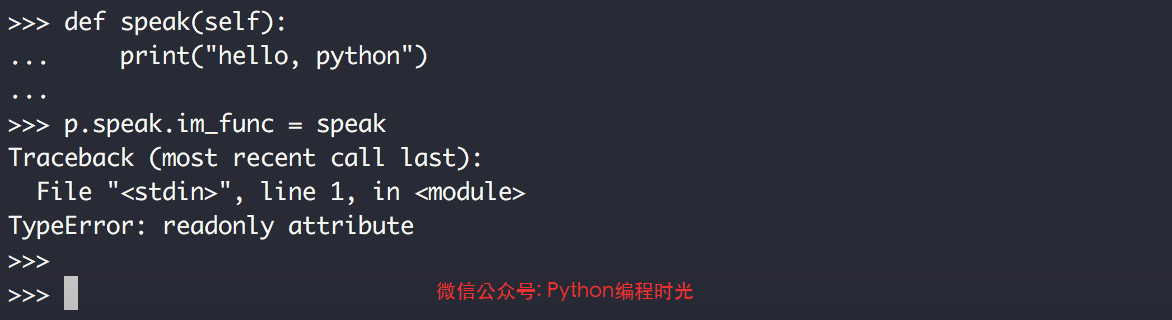 >>> def speak(self):
...     print("hello, python")
...
>>> p.speak.im_func = speak
Traceback (most recent call last):
  File "<stdin>", line 1, in <module>
TypeError: readonly attribute
>>>
>>>
微信公众号: Python编程时光